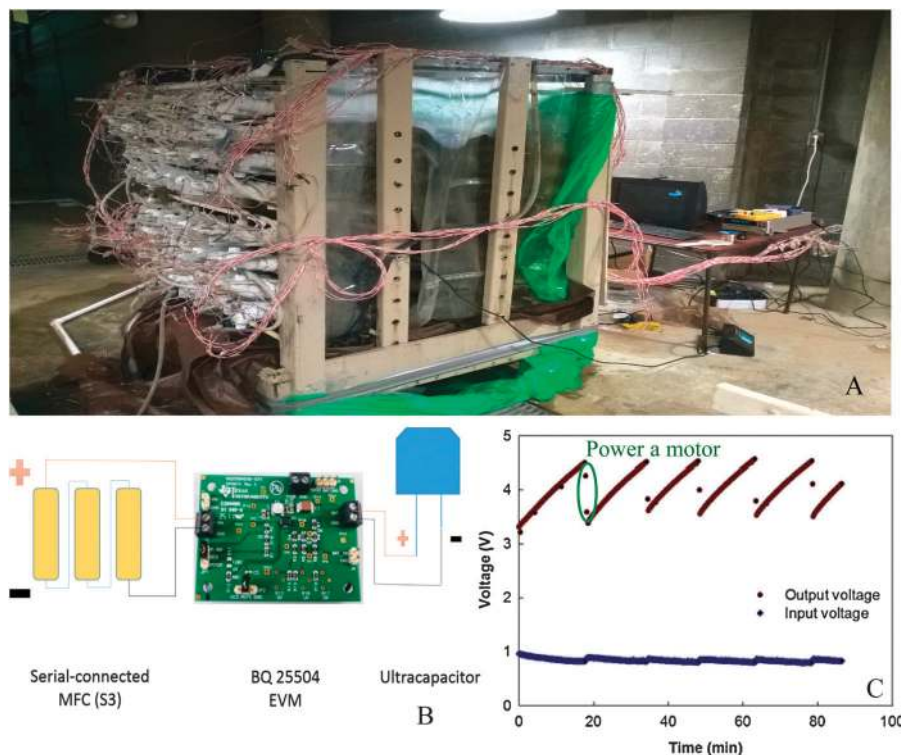 A
+
-
Serial-connected
MFC (S3)
BQ 25504
EVM
+
-
Ultracapacitor
B
5
4
3
2
1
0
Voltage (V)
Power a motor
Output voltage
Input voltage
C
0
20
40
60
80
100
Time (min)